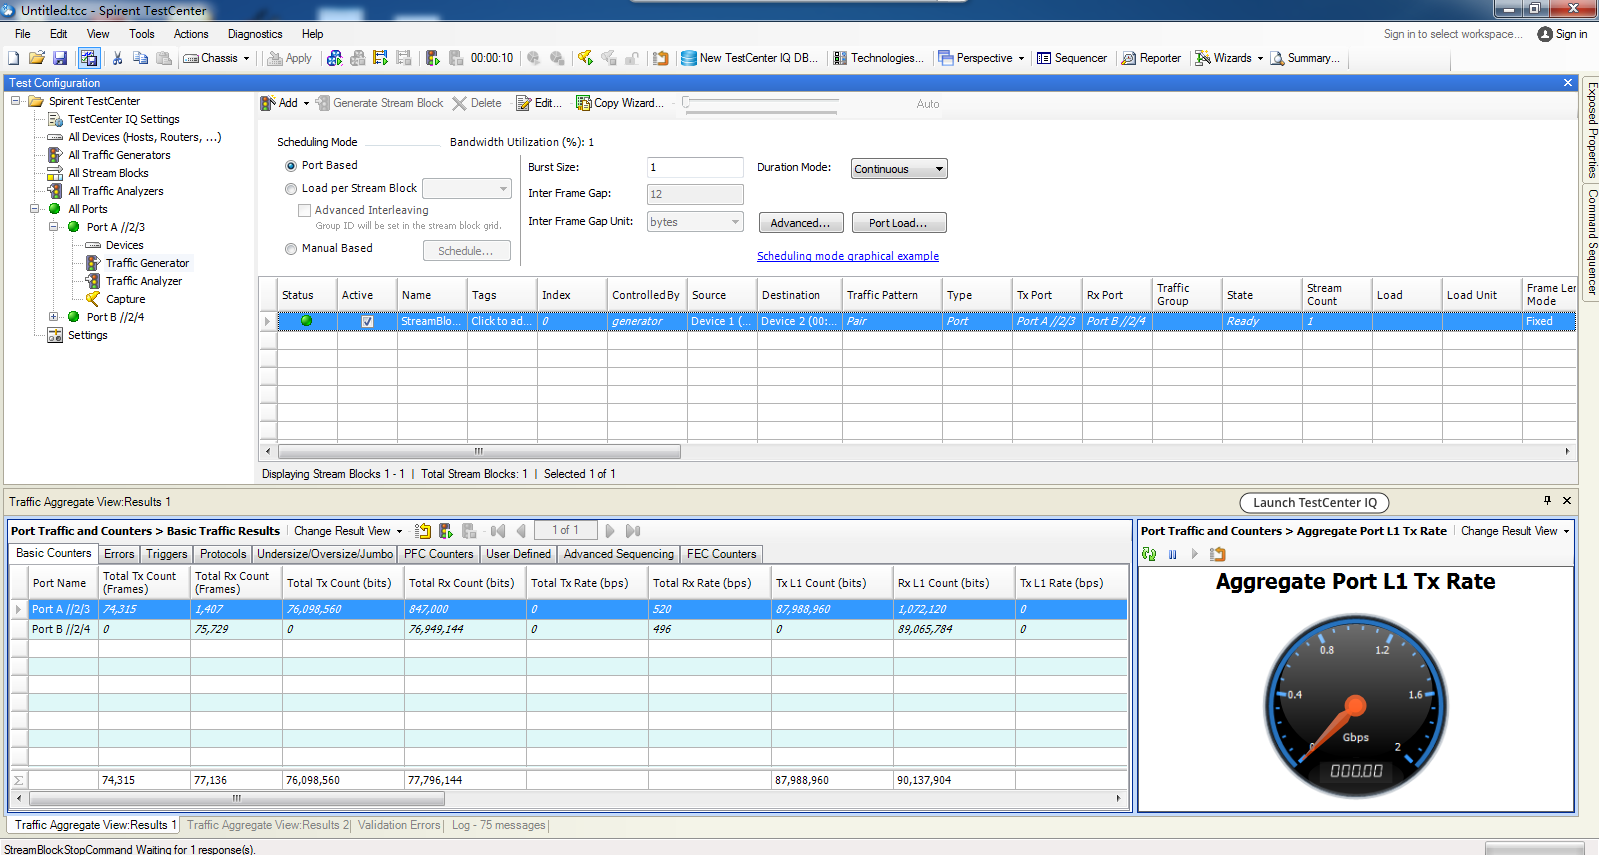 Untitled.tcc - Spirent TestCenter
File Edit View Tools Actions Diagnostics Help
Sign in to select workspace... Sign in
Chassis Apply 00:00:10 New TestCenter IQ DB... Technologies... Perspective Sequencer Reporter Wizards Summary...
Test Configuration
Spirent TestCenter
TestCenter IQ Settings
All Devices (Hosts, Routers, ...)
All Traffic Generators
All Stream Blocks
All Traffic Analyzers
All Ports
Port A //2/3
Devices
Traffic Generator
Traffic Analyzer
Capture
Port B //2/4
Settings
Add Generate Stream Block Delete Edit... Copy Wizard... Auto
Scheduling Mode Bandwidth Utilization (%): 1
Port Based
Load per Stream Block
Advanced Interleaving
Group ID will be set in the stream block grid.
Manual Based Schedule...
Burst Size: 1 Duration Mode: Continuous
Inter Frame Gap: 12
Inter Frame Gap Unit: bytes Advanced... Port Load...
Scheduling mode graphical example
Status Active Name Tags Index ControlledBy Source Destination Traffic Pattern Type Tx Port Rx Port Traffic Group State Stream Count Load Load Unit Frame Ler Mode
StreamBlo... Click to ad... 0 generator Device 1 (... Device 2 (00:... Pair Port Port A //2/3 Port B //2/4 Ready 1 Fixed
Displaying Stream Blocks 1 - 1 | Total Stream Blocks: 1 | Selected 1 of 1
Exposed Properties
Command Sequencer
Traffic Aggregate View:Results 1 Launch TestCenter IQ
Port Traffic and Counters > Basic Traffic Results Change Result View 1 of 1
Basic Counters Errors Triggers Protocols Undersize/Oversize/Jumbo PFC Counters User Defined Advanced Sequencing FEC Counters
Port Name Total Tx Count (Frames) Total Rx Count (Frames) Total Tx Count (bits) Total Rx Count (bits) Total Tx Rate (bps) Total Rx Rate (bps) Tx L1 Count (bits) Rx L1 Count (bits) Tx L1 Rate (bps)
Port A //2/3 74,315 1,407 76,098,560 847,000 0 520 87,988,960 1,072,120 0
Port B //2/4 0 75,729 0 76,949,144 0 496 0 89,065,784 0
Σ 74,315 77,136 76,098,560 77,796,144 87,988,960 90,137,904
Port Traffic and Counters > Aggregate Port L1 Tx Rate Change Result View
Aggregate Port L1 Tx Rate
0.8 1.2
0.4 1.6
0 Gbps 2
000.00
Traffic Aggregate View:Results 1 Traffic Aggregate View:Results 2 Validation Errors Log - 75 messages
StreamBlockStopCommand Waiting for 1 response(s).